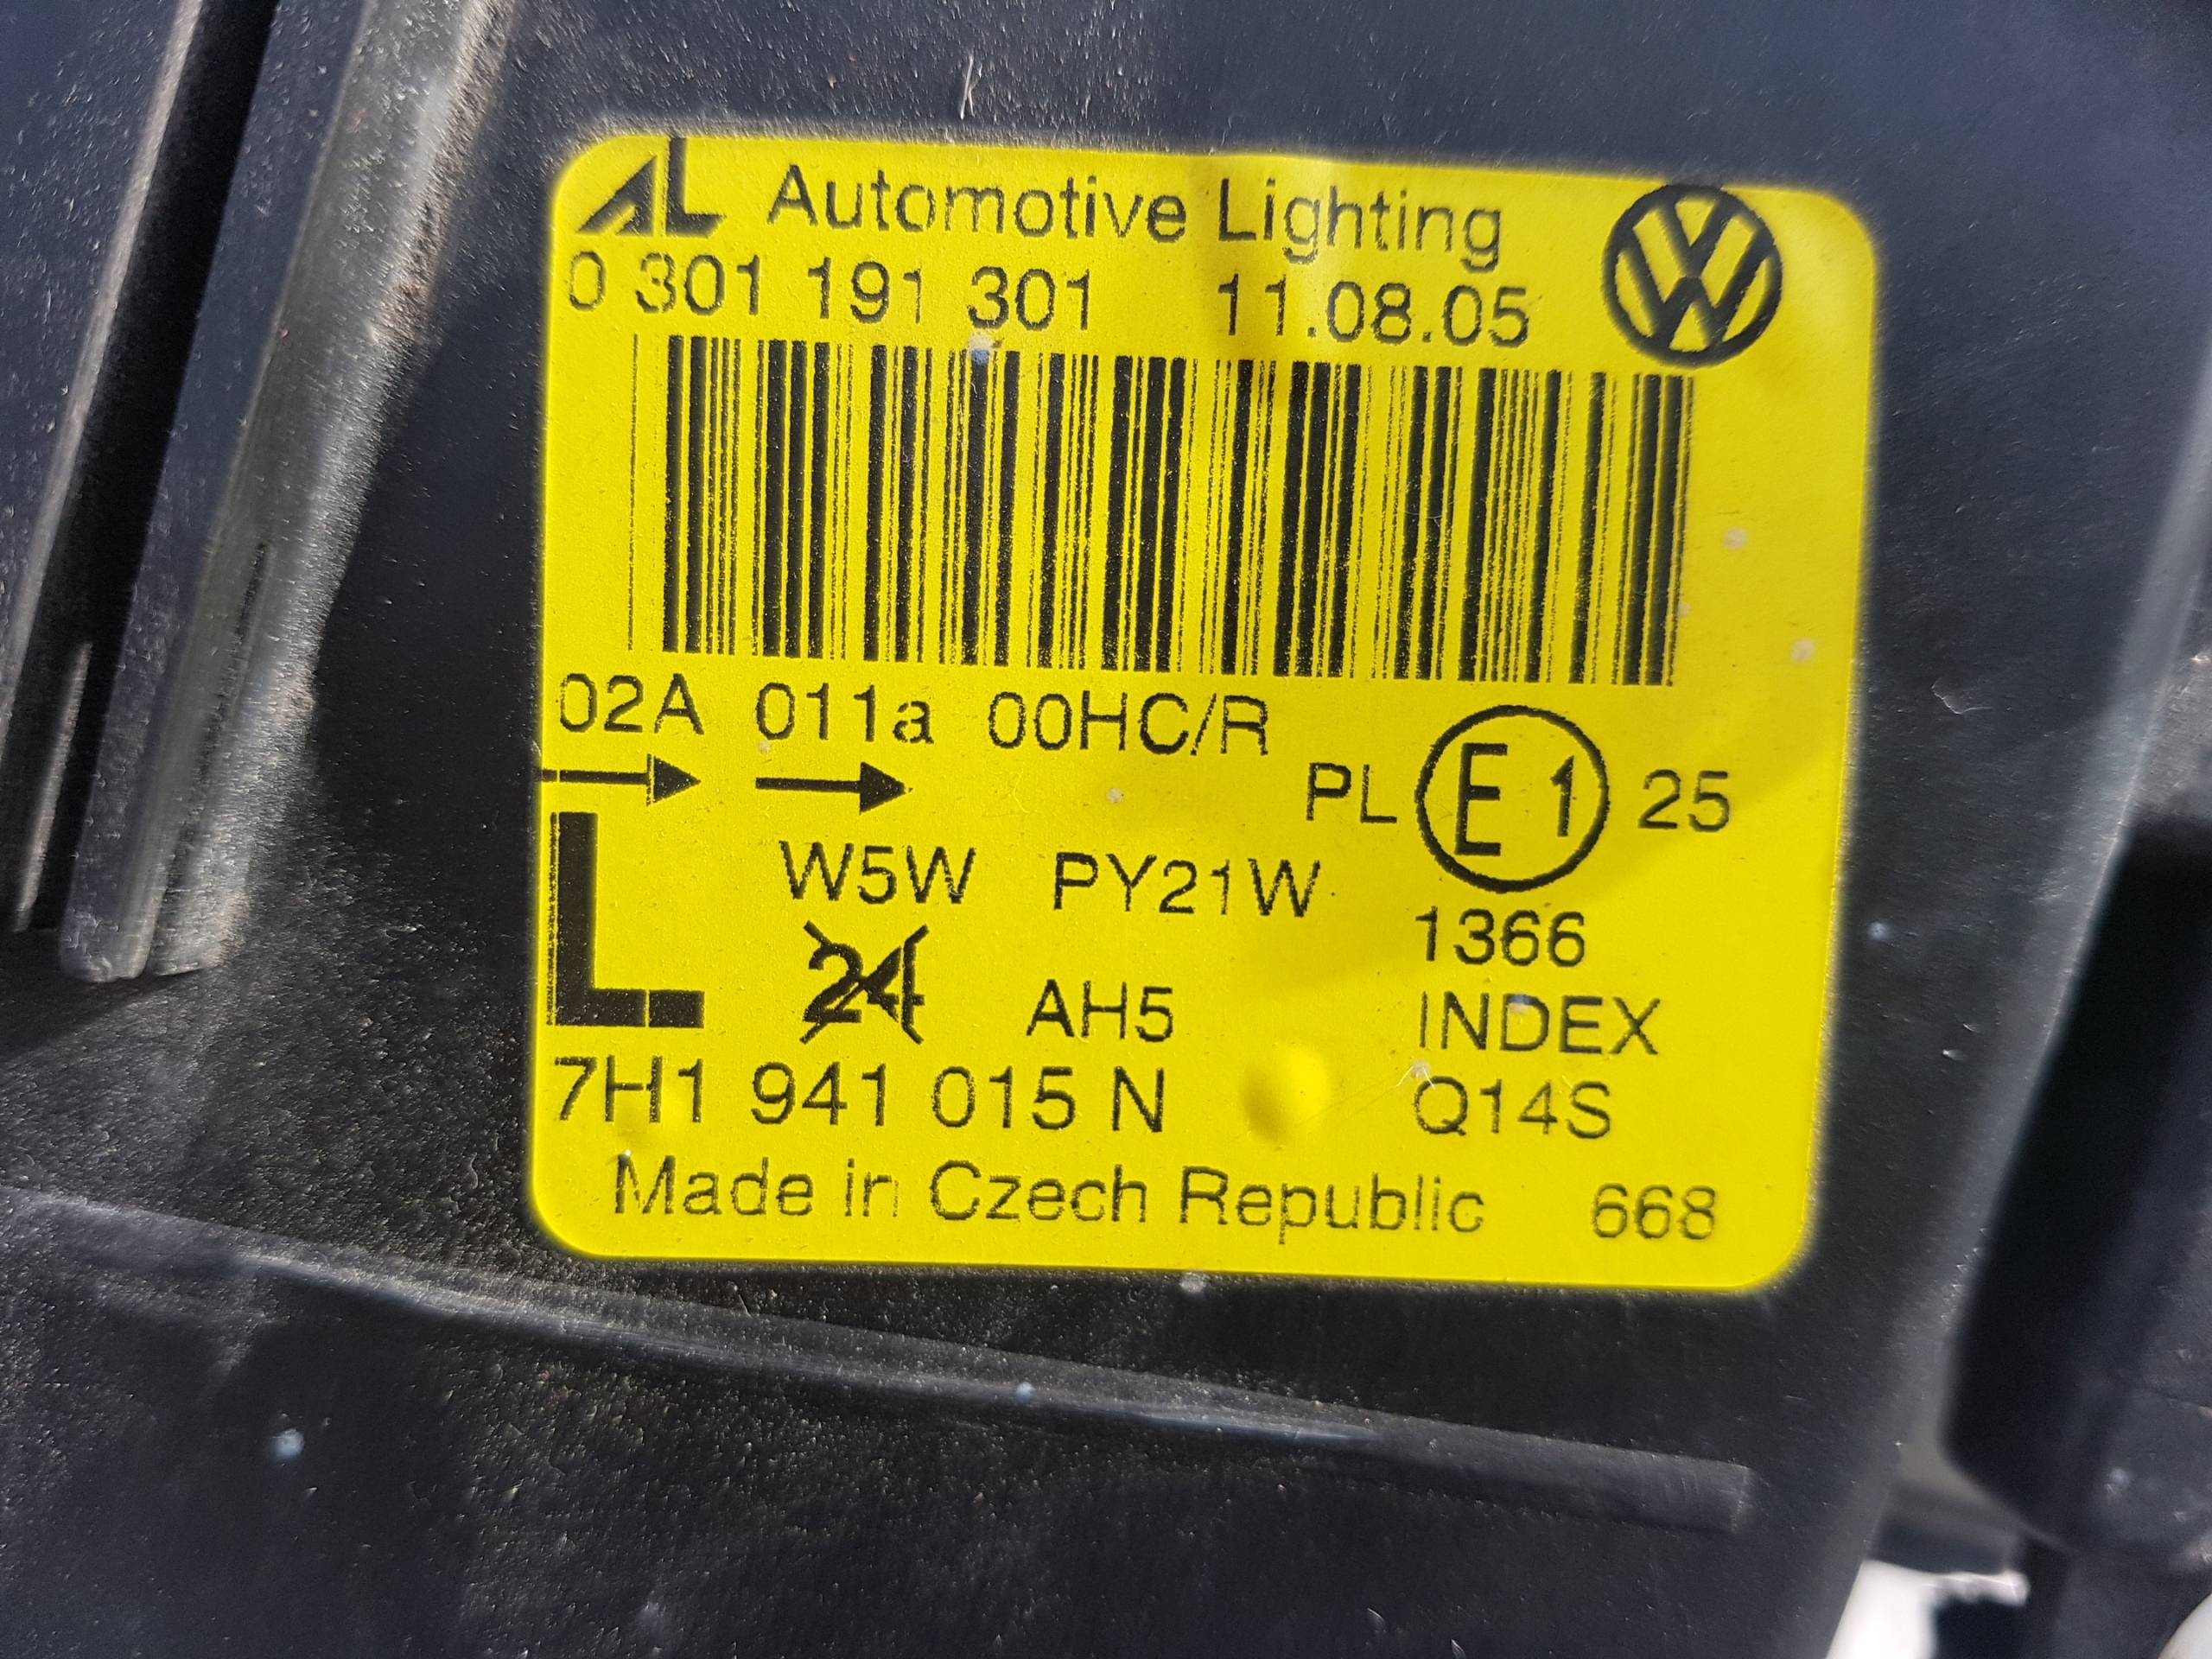 AL Automotive Lighting
0 301 191 301 11.08.05
02A 011a 00HC/R
PL E1 25
L
W5W PY21W
1366
24 AH5 INDEX
7H1 941 015 N Q14S
Made in Czech Republic 668